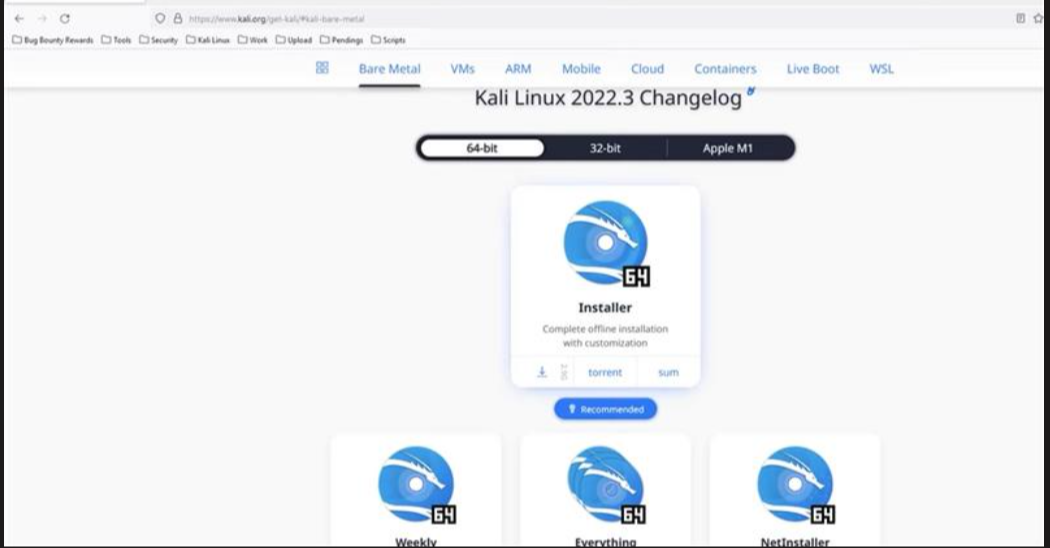 https://www.kali.org/get-kali/#kali-bare-metal
Bug Bounty Rewards Tools Security Kali Linux Work Upload Pendings Scripts
Bare Metal VMs ARM Mobile Cloud Containers Live Boot WSL
Kali Linux 2022.3 Changelog
64-bit 32-bit Apple M1
64
Installer
Complete offline installation
with customization
torrent sum
Recommended
64 64 64
Weekly Everything NetInstaller